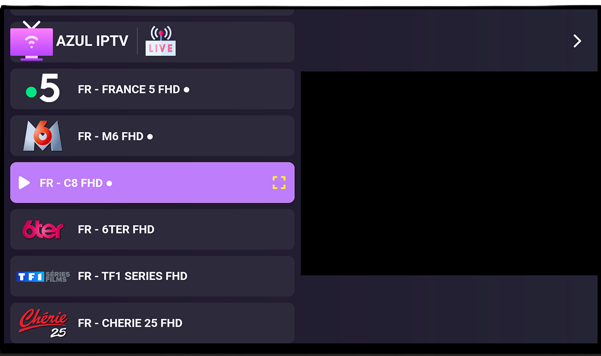 AZUL IPTV
LIVE
5
FR - FRANCE 5 FHD ●
M6
FR - M6 FHD ●
FR - C8 FHD ●
6ter
FR - 6TER FHD
TF1 SÉRIES FILMS
FR - TF1 SERIES FHD
Chérie 25
FR - CHERIE 25 FHD